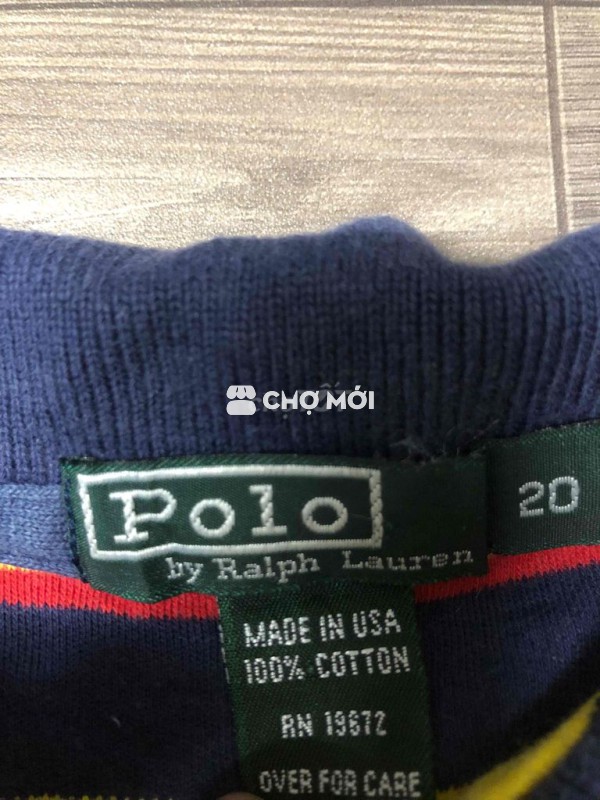 CHỢ MỚI
Polo
by Ralph Lauren
20
MADE IN USA
100% COTTON
RN 19672
OVER FOR CARE